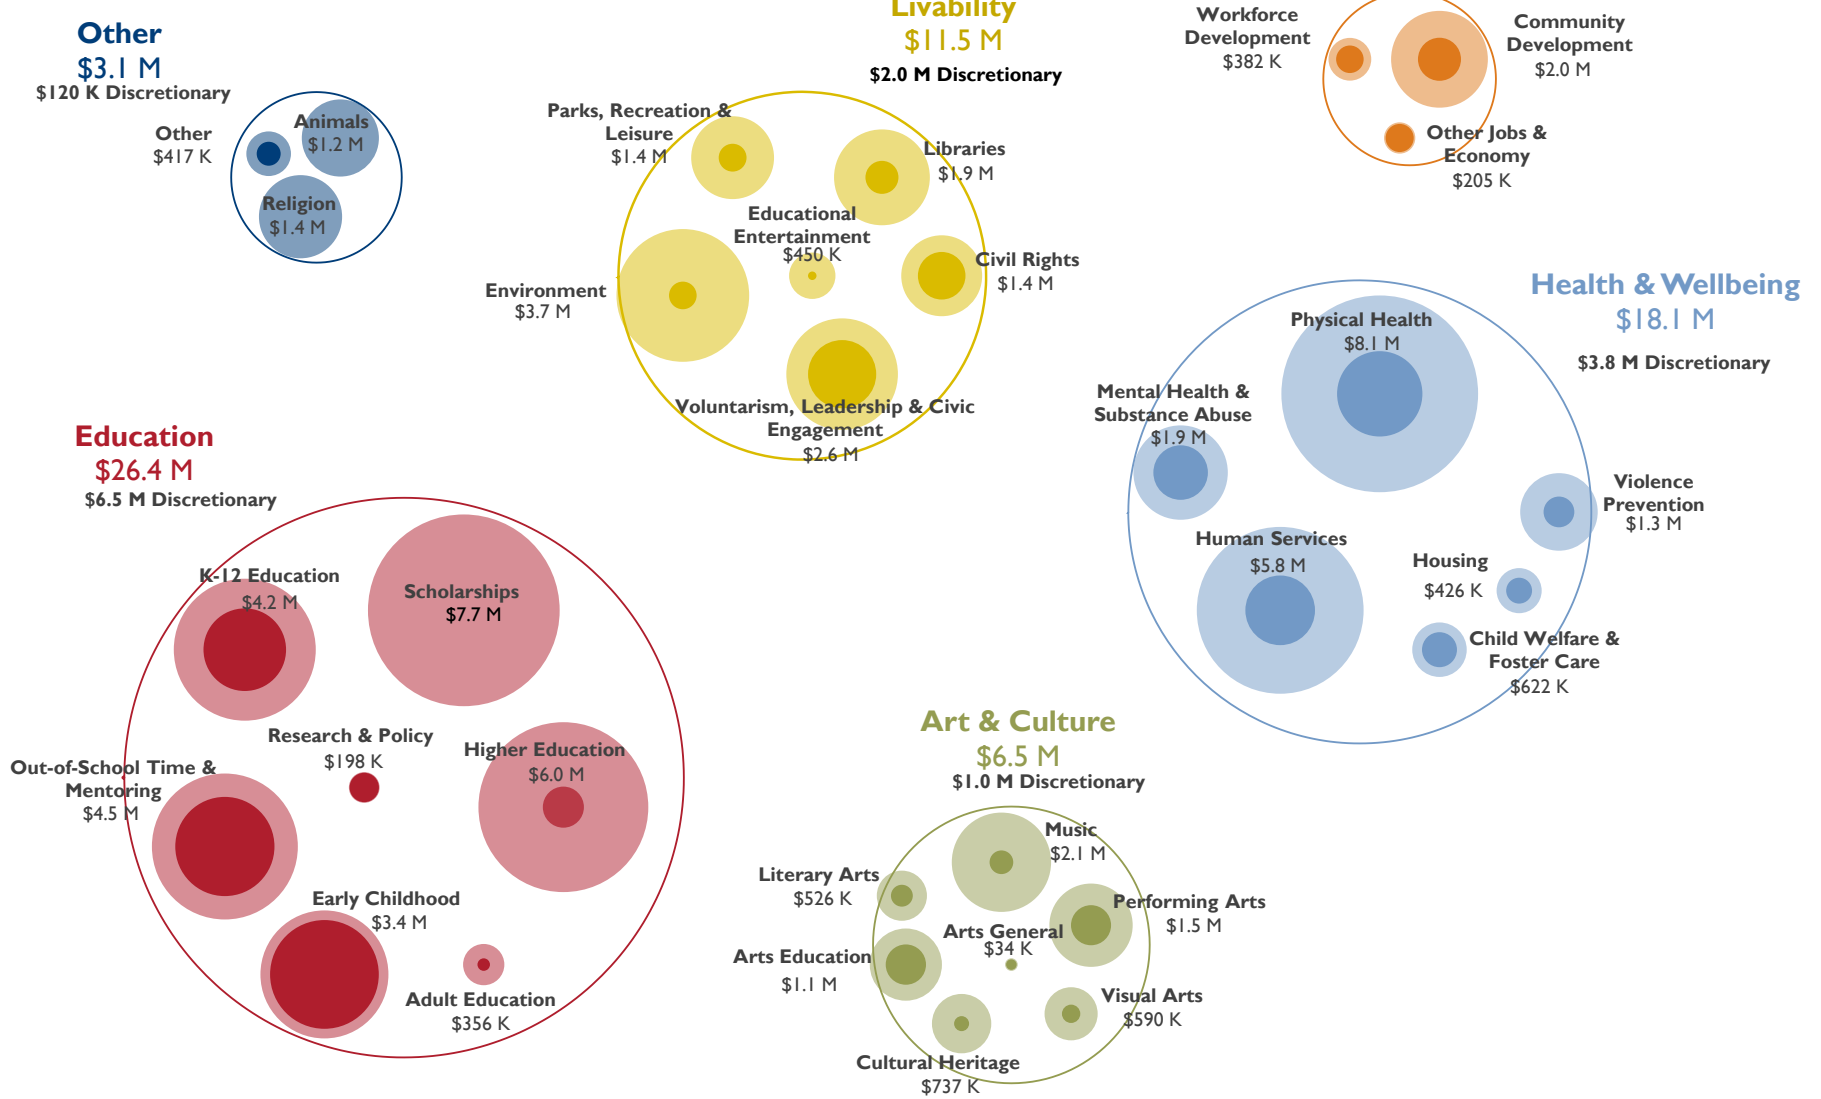 Other
$3.1 M
$120 K Discretionary
Other
$417 K
Animals
$1.2 M
Religion
$1.4 M
Livability
$11.5 M
$2.0 M Discretionary
Parks, Recreation &
Leisure
$1.4 M
Libraries
$1.9 M
Educational
Entertainment
$450 K
Civil Rights
$1.4 M
Environment
$3.7 M
Voluntarism, Leadership & Civic
Engagement
$2.6 M
Workforce
Development
$382 K
Community
Development
$2.0 M
Other Jobs &
Economy
$205 K
Health & Wellbeing
$18.1 M
$3.8 M Discretionary
Physical Health
$8.1 M
Mental Health &
Substance Abuse
$1.9 M
Violence
Prevention
$1.3 M
Human Services
$5.8 M
Housing
$426 K
Child Welfare &
Foster Care
$622 K
Education
$26.4 M
$6.5 M Discretionary
K-12 Education
$4.2 M
Scholarships
$7.7 M
Research & Policy
$198 K
Higher Education
$6.0 M
Out-of-School Time &
Mentoring
$4.5 M
Early Childhood
$3.4 M
Adult Education
$356 K
Art & Culture
$6.5 M
$1.0 M Discretionary
Music
$2.1 M
Literary Arts
$526 K
Performing Arts
$1.5 M
Arts General
$34 K
Arts Education
$1.1 M
Visual Arts
$590 K
Cultural Heritage
$737 K